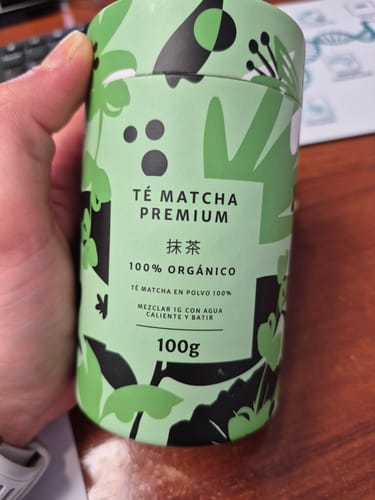 TÉ MATCHA
PREMIUM
抹茶
100% ORGÁNICO
TÉ MATCHA EN POLVO 100%
MEZCLAR 1G CON AGUA
CALIENTE Y BATIR
100g